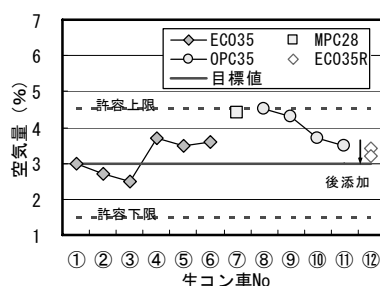 7
6
5
4
3
2
1
空気量 (%)
ECO35
MPC28
OPC35
ECO35R
目標値
許容上限
後添加
許容下限
① ② ③ ④ ⑤ ⑥ ⑦ ⑧ ⑨ ⑩ ⑪ ⑫
生コン車No